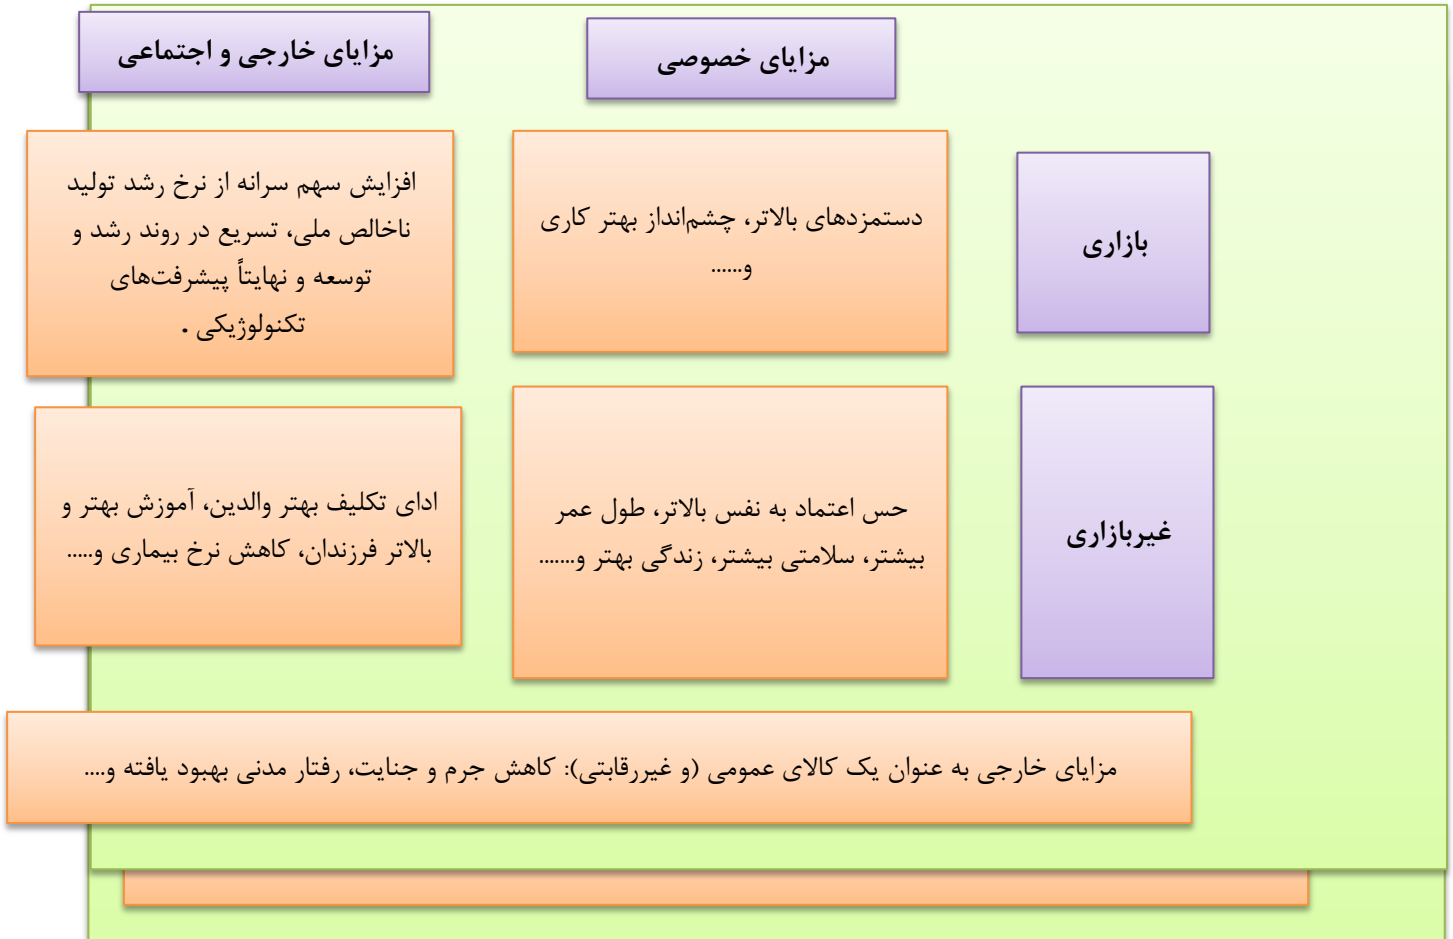 مزایای خصوصی
مزایای خارجی و اجتماعی
بازاری
دستمزدهای بالاتر، چشم‌انداز بهتر کاری
و......
افزایش سهم سرانه از نرخ رشد تولید
ناخالص ملی، تسریع در روند رشد و
توسعه و نهایتاً پیشرفت‌های
تکنولوژیکی .
غیربازاری
حس اعتماد به نفس بالاتر، طول عمر
بیشتر، سلامتی بیشتر، زندگی بهتر و.......
ادای تکلیف بهتر والدین، آموزش بهتر و
بالاتر فرزندان، کاهش نرخ بیماری و.....
مزایای خارجی به عنوان یک کالای عمومی (و غیررقابتی): کاهش جرم و جنایت، رفتار مدنی بهبود یافته و....